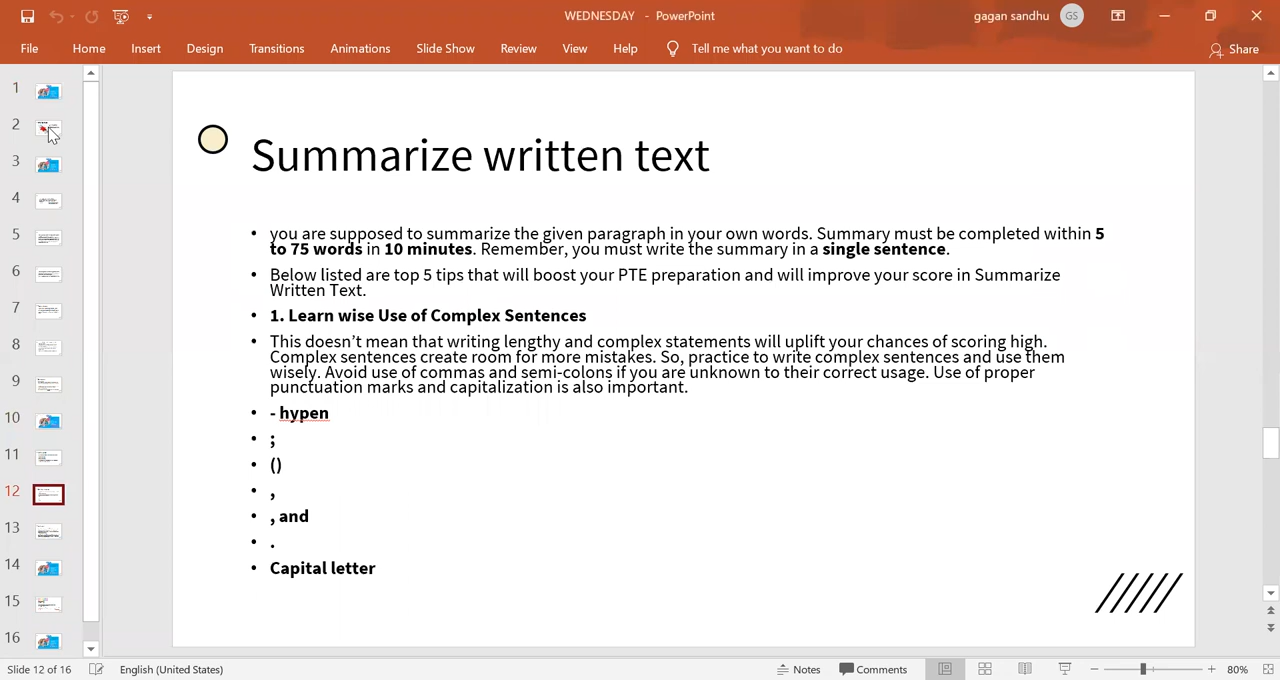 WEDNESDAY - PowerPoint
gagan sandhu GS
File Home Insert Design Transitions Animations Slide Show Review View Help Tell me what you want to do Share
1
2
3
4
5
6
7
8
9
10
11
12
13
14
15
16
Summarize written text
• you are supposed to summarize the given paragraph in your own words. Summary must be completed within 5
to 75 words in 10 minutes. Remember, you must write the summary in a single sentence.
• Below listed are top 5 tips that will boost your PTE preparation and will improve your score in Summarize
Written Text.
• 1. Learn wise Use of Complex Sentences
• This doesn’t mean that writing lengthy and complex statements will uplift your chances of scoring high.
Complex sentences create room for more mistakes. So, practice to write complex sentences and use them
wisely. Avoid use of commas and semi-colons if you are unknown to their correct usage. Use of proper
punctuation marks and capitalization is also important.
• - hypen
• ;
• ()
• ,
• , and
• .
• Capital letter
Slide 12 of 16 English (United States) Notes Comments 80%